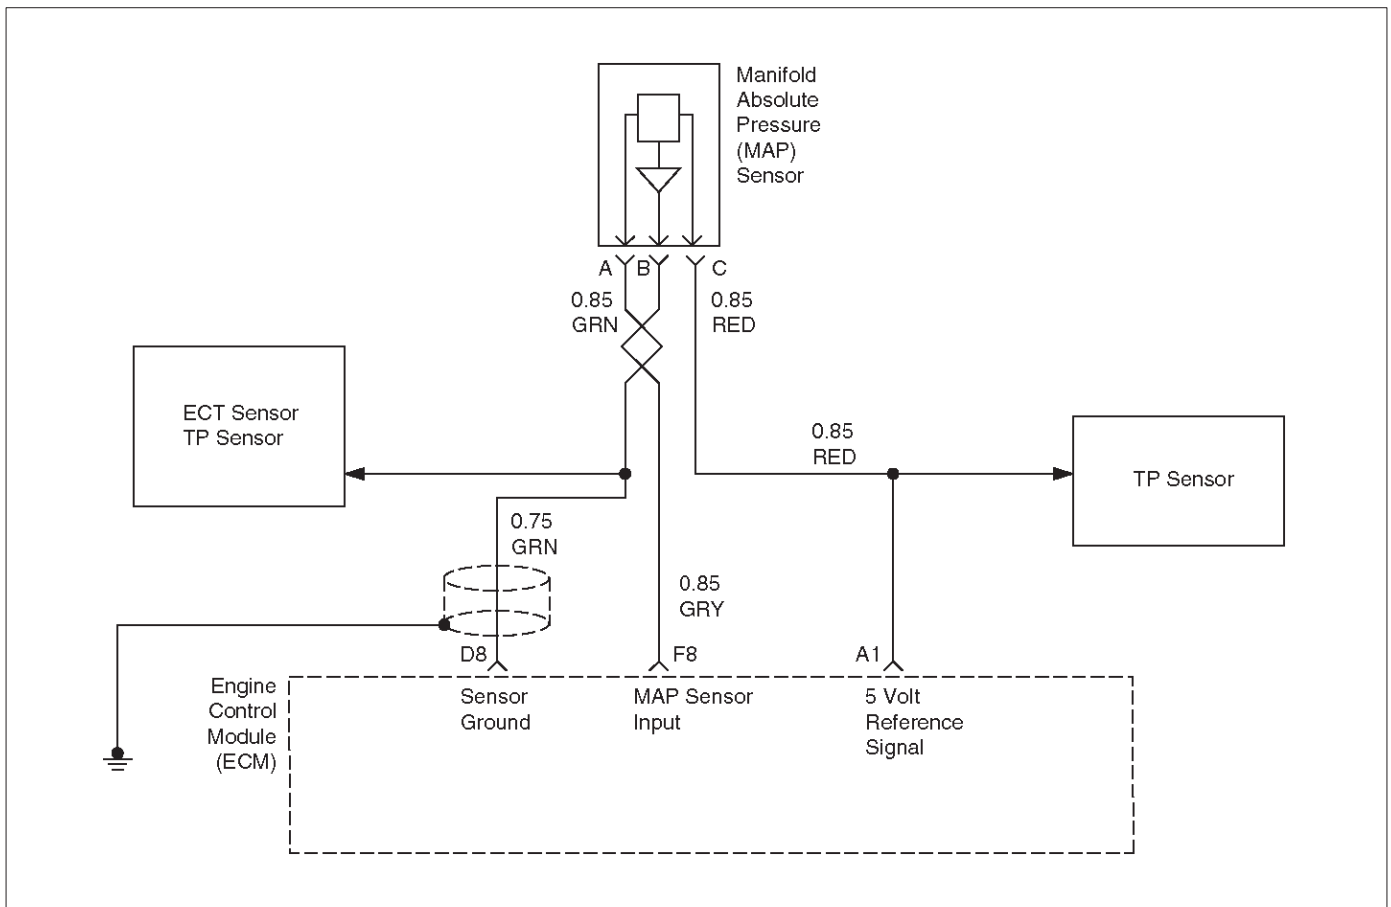 Manifold
Absolute
Pressure
(MAP)
Sensor
A
B
C
0.85
GRN
0.85
RED
ECT Sensor
TP Sensor
0.85
RED
TP Sensor
0.75
GRN
0.85
GRY
D8
F8
A1
Engine
Control
Module
(ECM)
Sensor
Ground
MAP Sensor
Input
5 Volt
Reference
Signal